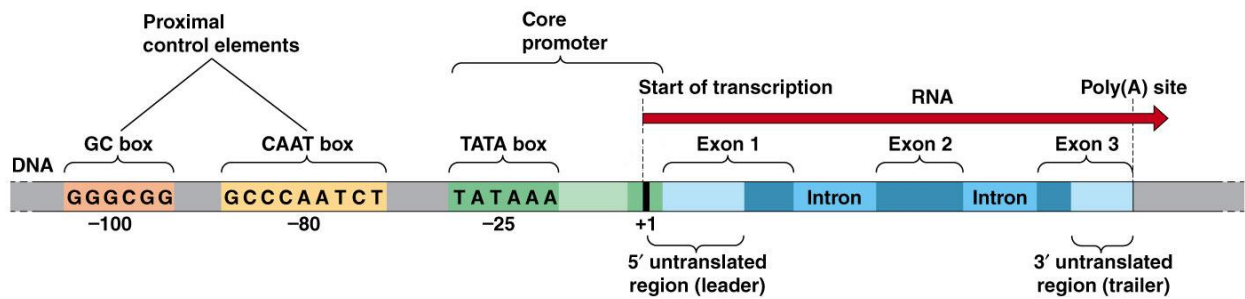 Proximal
control elements
Core
promoter
Start of transcription
RNA
Poly(A) site
GC box
CAAT box
TATA box
Exon 1
Exon 2
Exon 3
DNA
GGGCGG
GCCCAATCT
TATAAA
Intron
Intron
–100
–80
–25
+1
5′ untranslated
region (leader)
3′ untranslated
region (trailer)